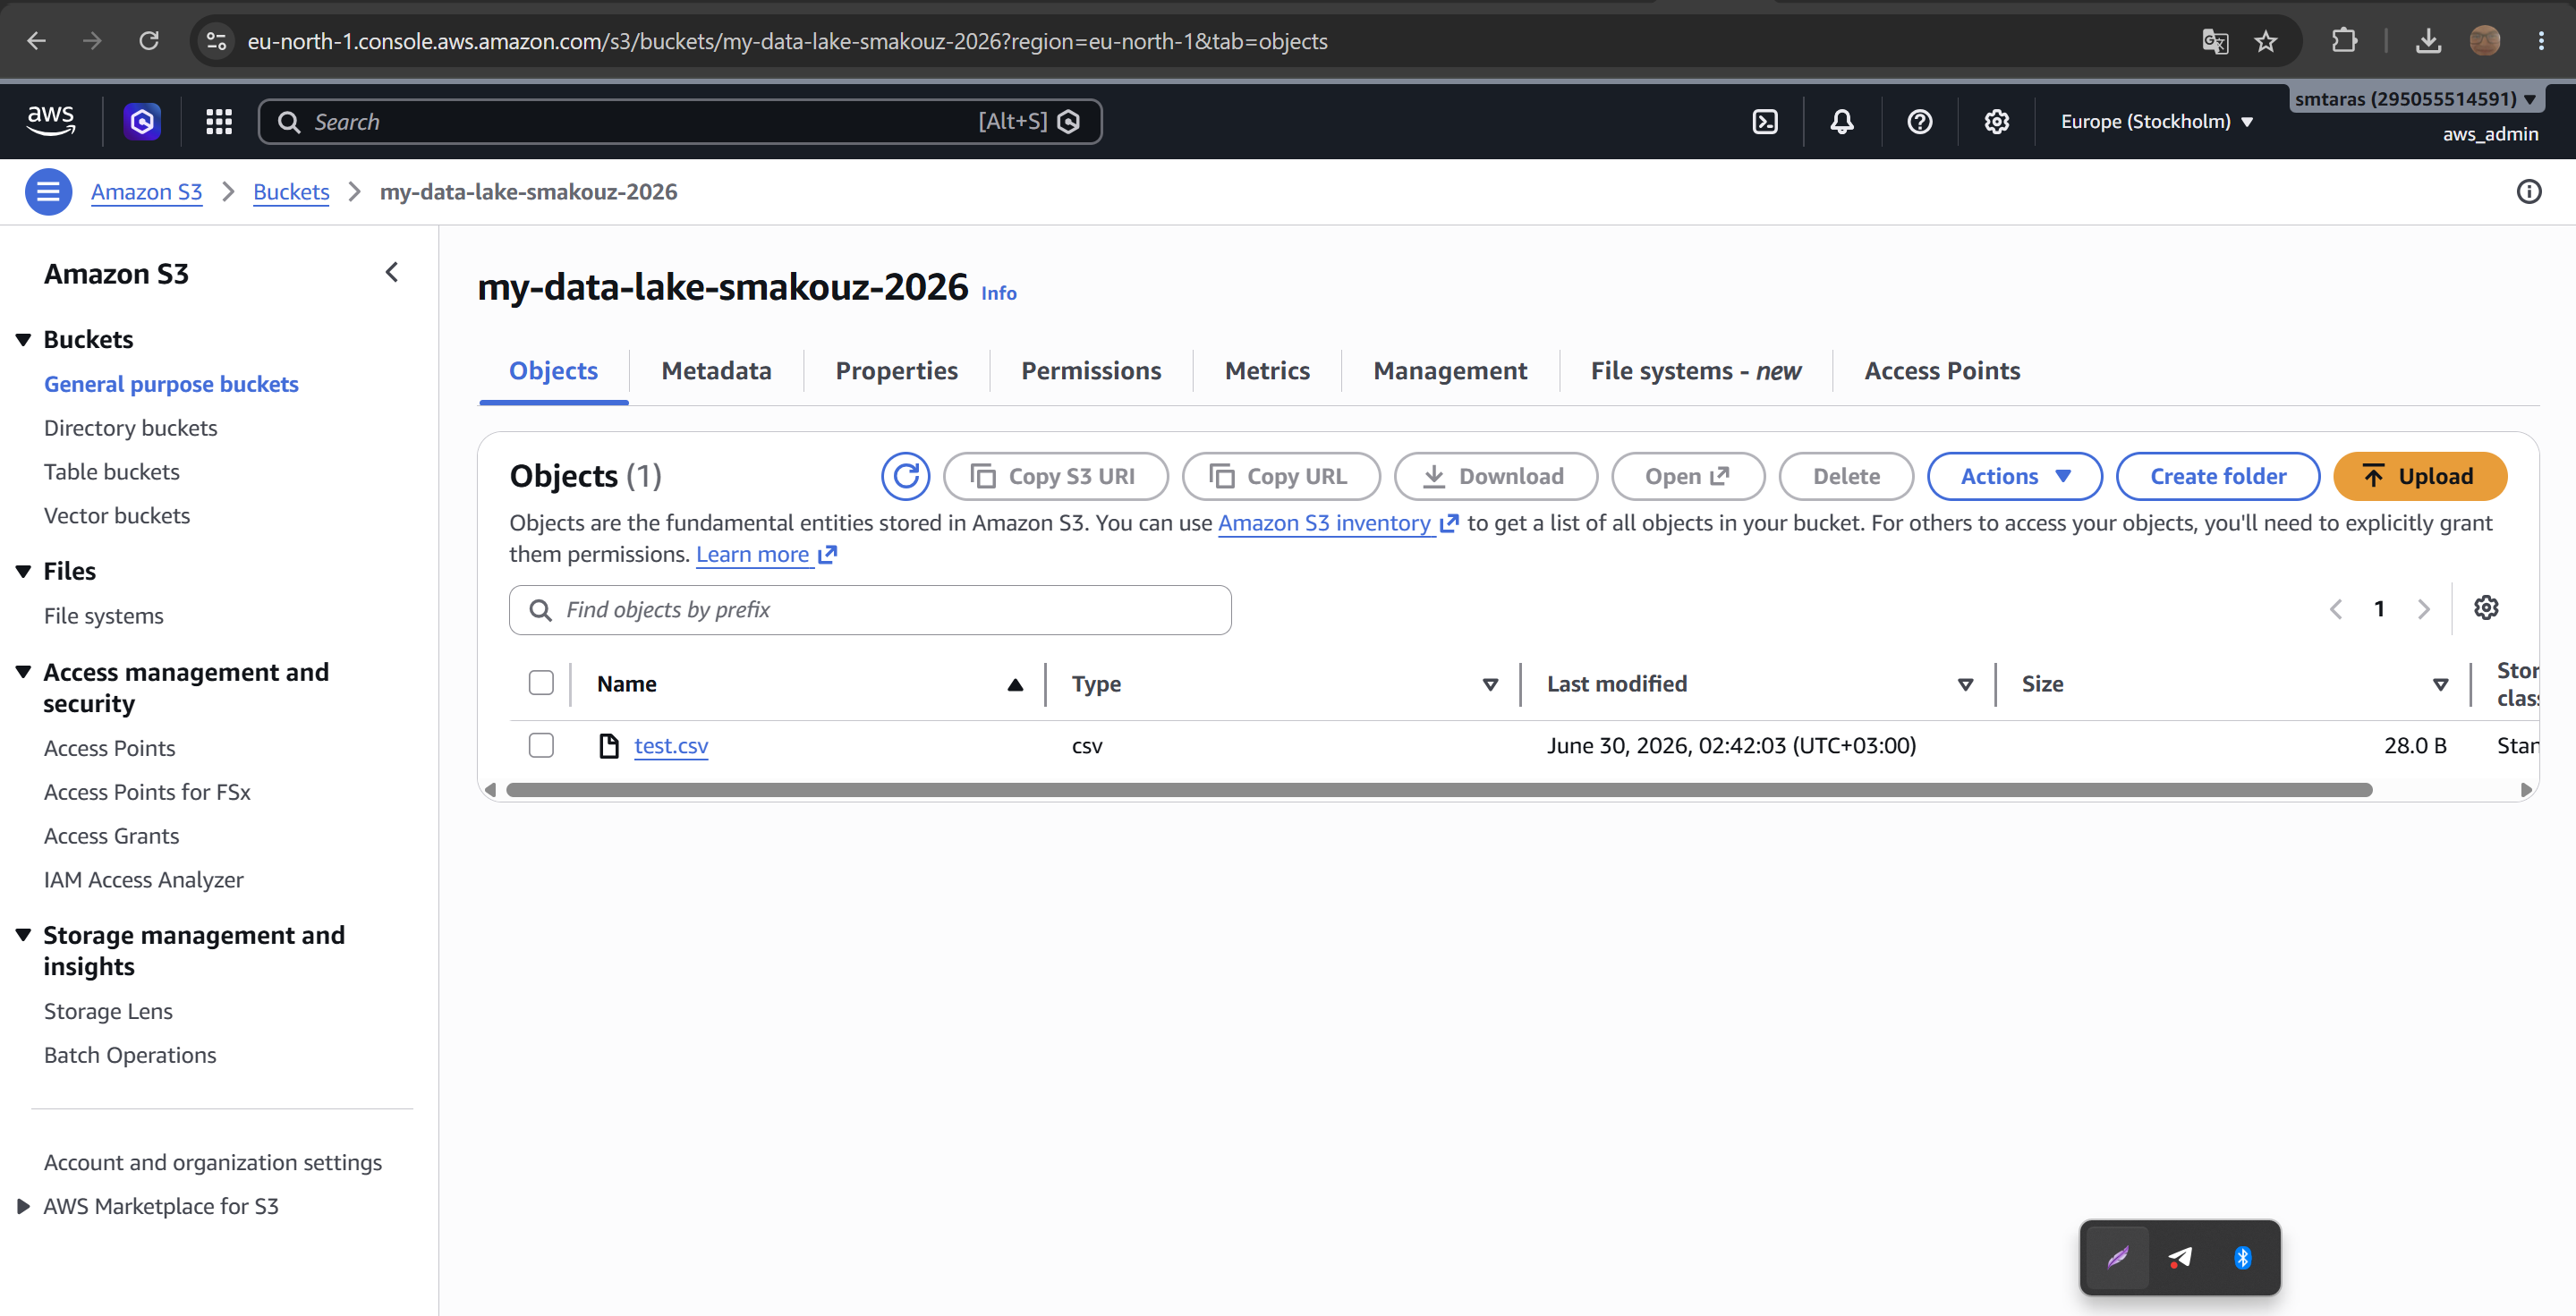 eu-north-1.console.aws.amazon.com/s3/buckets/my-data-lake-smakouz-2026?region=eu-north-1&tab=objects
aws
Search
[Alt+S]
Europe (Stockholm)
smtaras (295055514591)
aws_admin
Amazon S3
Buckets
my-data-lake-smakouz-2026
Amazon S3
Buckets
General purpose buckets
Directory buckets
Table buckets
Vector buckets
Files
File systems
Access management and
security
Access Points
Access Points for FSx
Access Grants
IAM Access Analyzer
Storage management and
insights
Storage Lens
Batch Operations
Account and organization settings
AWS Marketplace for S3
my-data-lake-smakouz-2026 Info
Objects Metadata Properties Permissions Metrics Management File systems - new Access Points
Objects (1) Copy S3 URI Copy URL Download Open Delete Actions Create folder Upload
Objects are the fundamental entities stored in Amazon S3. You can use Amazon S3 inventory to get a list of all objects in your bucket. For others to access your objects, you'll need to explicitly grant
them permissions. Learn more
Find objects by prefix
1
Name Type Last modified Size
test.csv csv June 30, 2026, 02:42:03 (UTC+03:00) 28.0 B